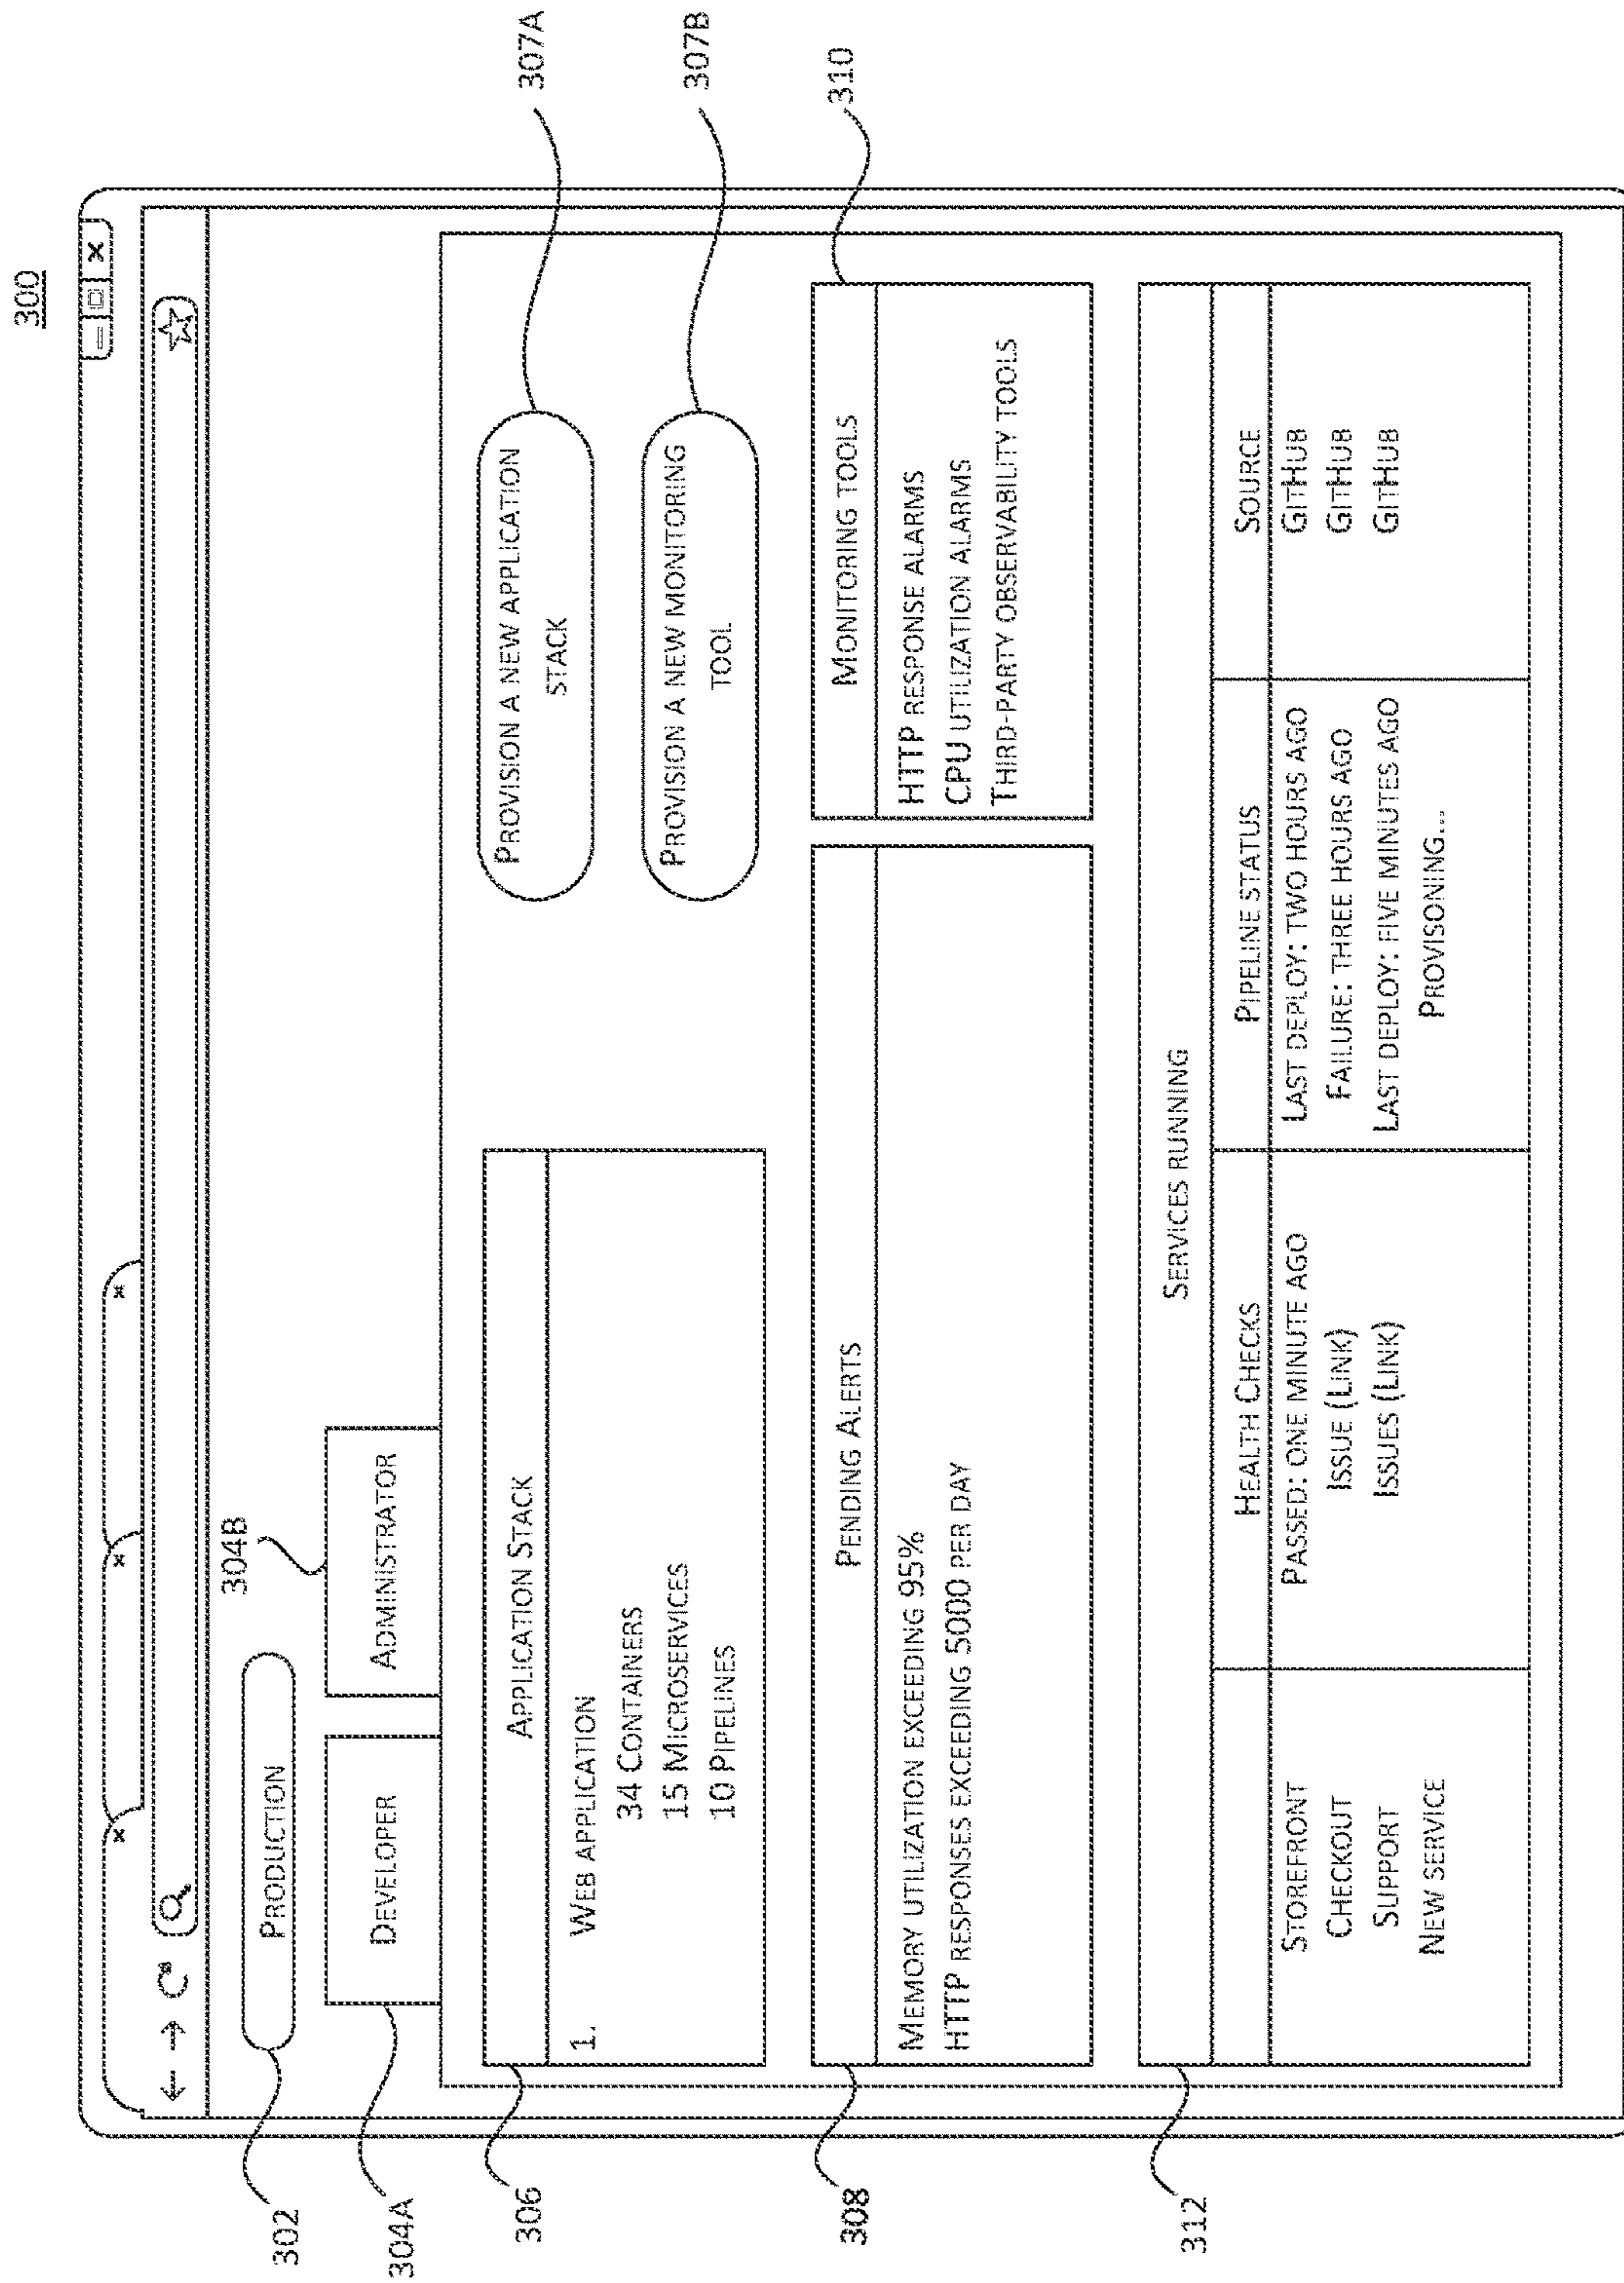 300
302
PRODUCTION
304B
304A
DEVELOPER
ADMINISTRATOR
306
APPLICATION STACK
1. WEB APPLICATION
34 CONTAINERS
15 MICROSERVICES
10 PIPELINES
PROVISION A NEW APPLICATION
STACK
307A
PROVISION A NEW MONITORING
TOOL
307B
308
PENDING ALERTS
MEMORY UTILIZATION EXCEEDING 95%
HTTP RESPONSES EXCEEDING 5000 PER DAY
MONITORING TOOLS
310
HTTP RESPONSE ALARMS
CPU UTILIZATION ALARMS
THIRD-PARTY OBSERVABILITY TOOLS
312
SERVICES RUNNING
HEALTH CHECKS PIPELINE STATUS SOURCE
STOREFRONT PASSED: ONE MINUTE AGO LAST DEPLOY: TWO HOURS AGO GITHUB
CHECKOUT ISSUE (LINK) FAILURE: THREE HOURS AGO GITHUB
SUPPORT ISSUES (LINK) LAST DEPLOY: FIVE MINUTES AGO GITHUB
NEW SERVICE PROVISONING...